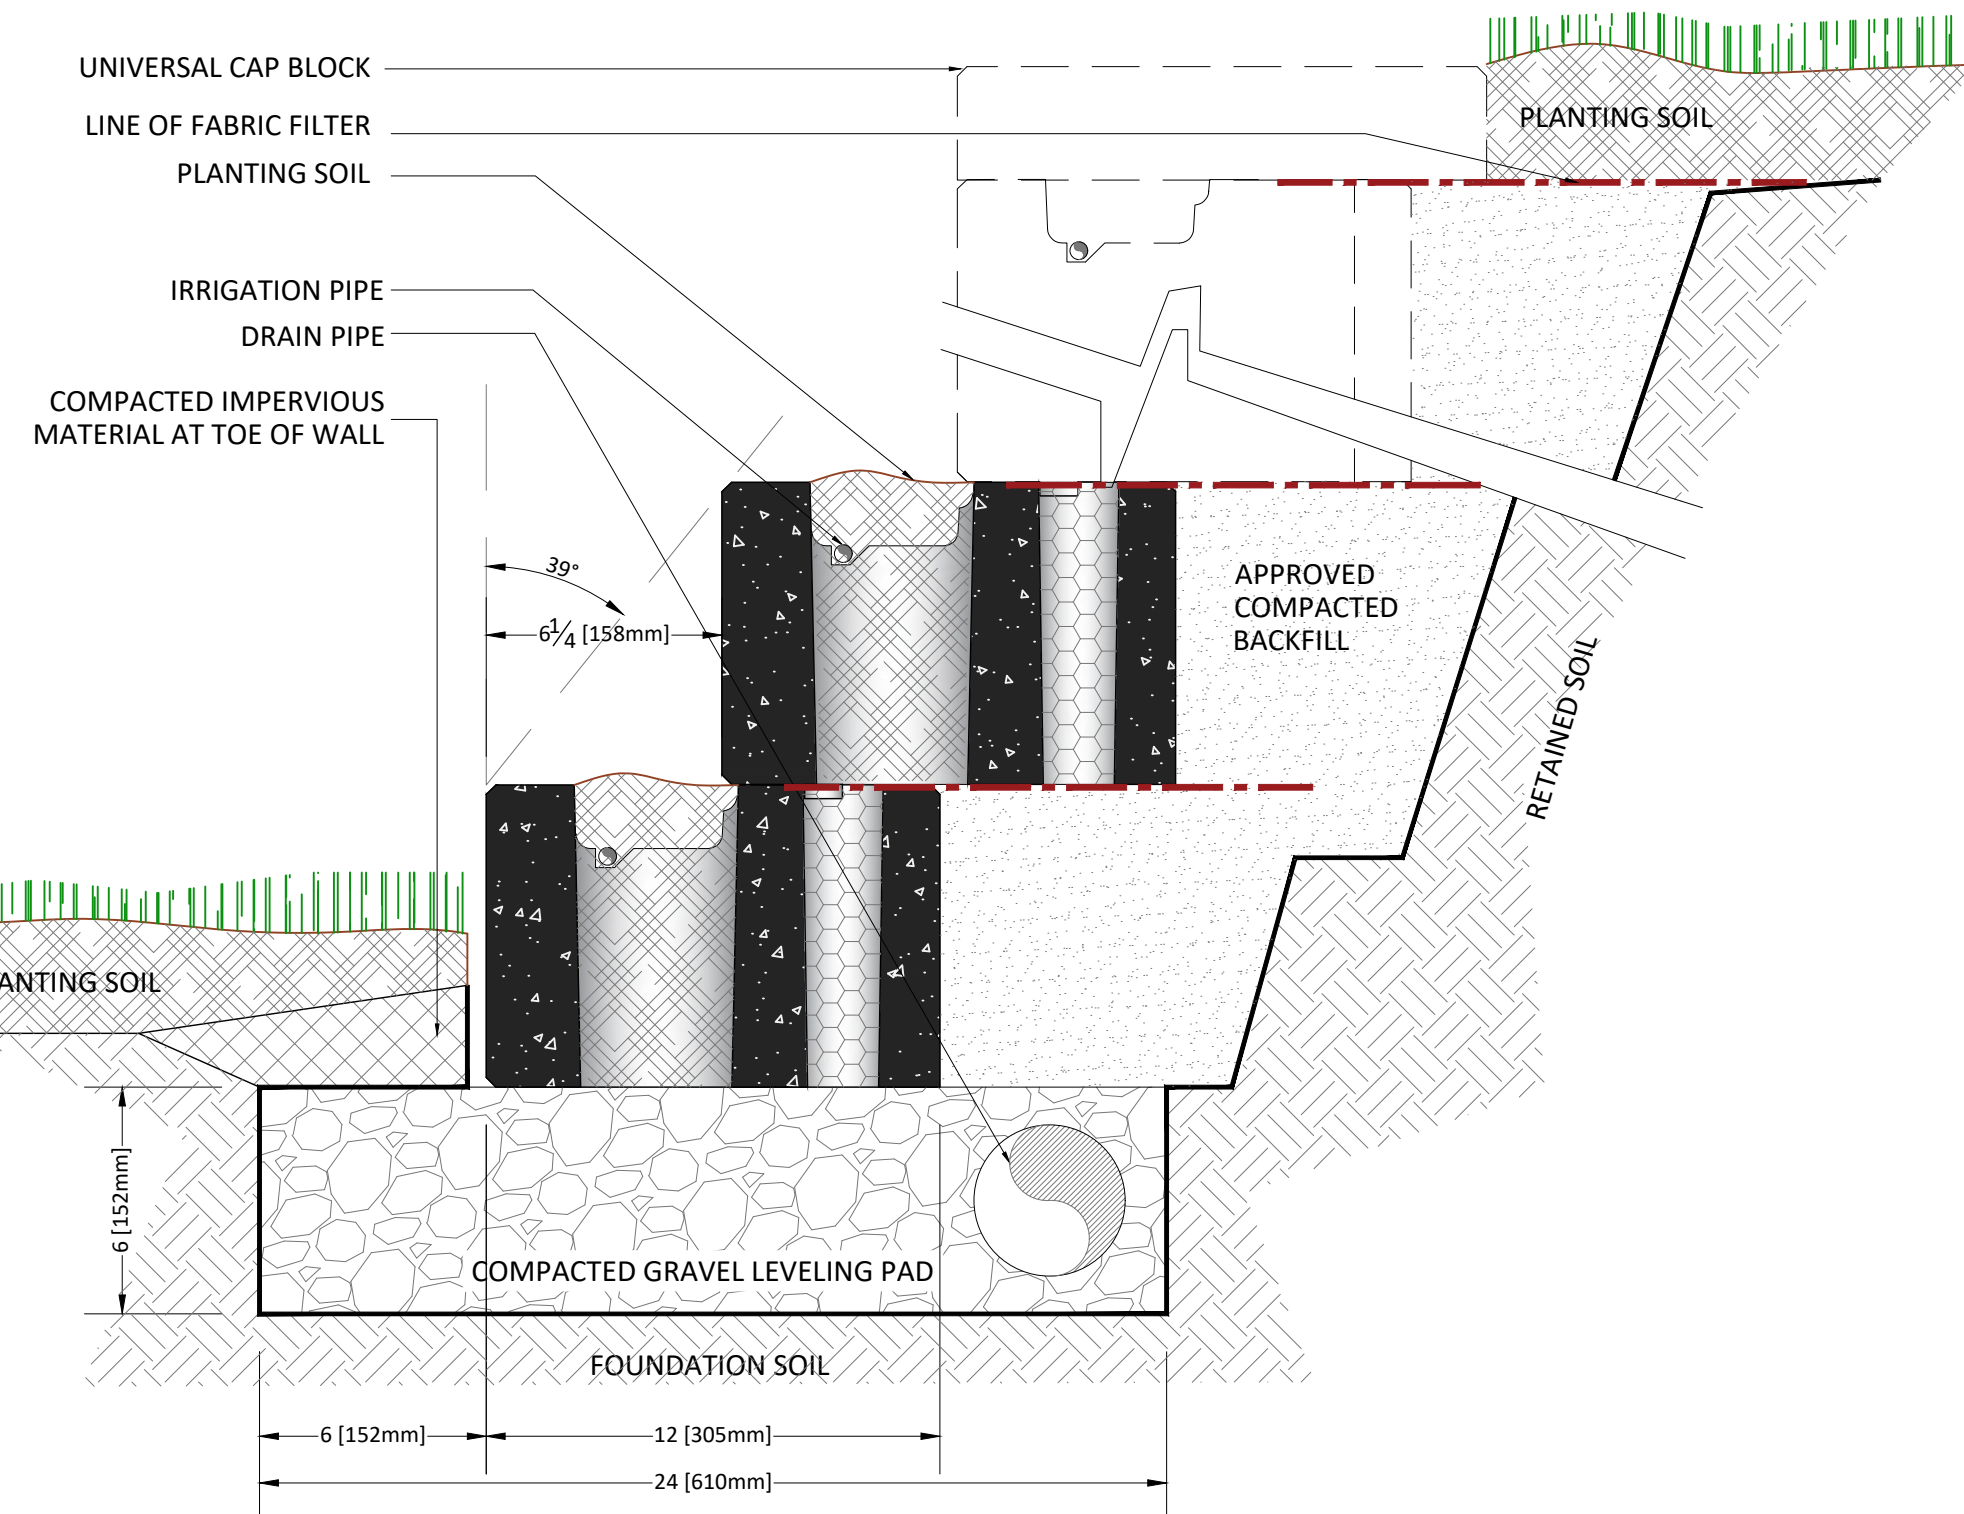 UNIVERSAL CAP BLOCK
LINE OF FABRIC FILTER
PLANTING SOIL
PLANTING SOIL
IRRIGATION PIPE
DRAIN PIPE
COMPACTED IMPERVIOUS
MATERIAL AT TOE OF WALL
39°
6 1/4 [158mm]
APPROVED
COMPACTED
BACKFILL
RETAINED SOIL
ANTING SOIL
6 [152mm]
COMPACTED GRAVEL LEVELING PAD
FOUNDATION SOIL
6 [152mm]
12 [305mm]
24 [610mm]